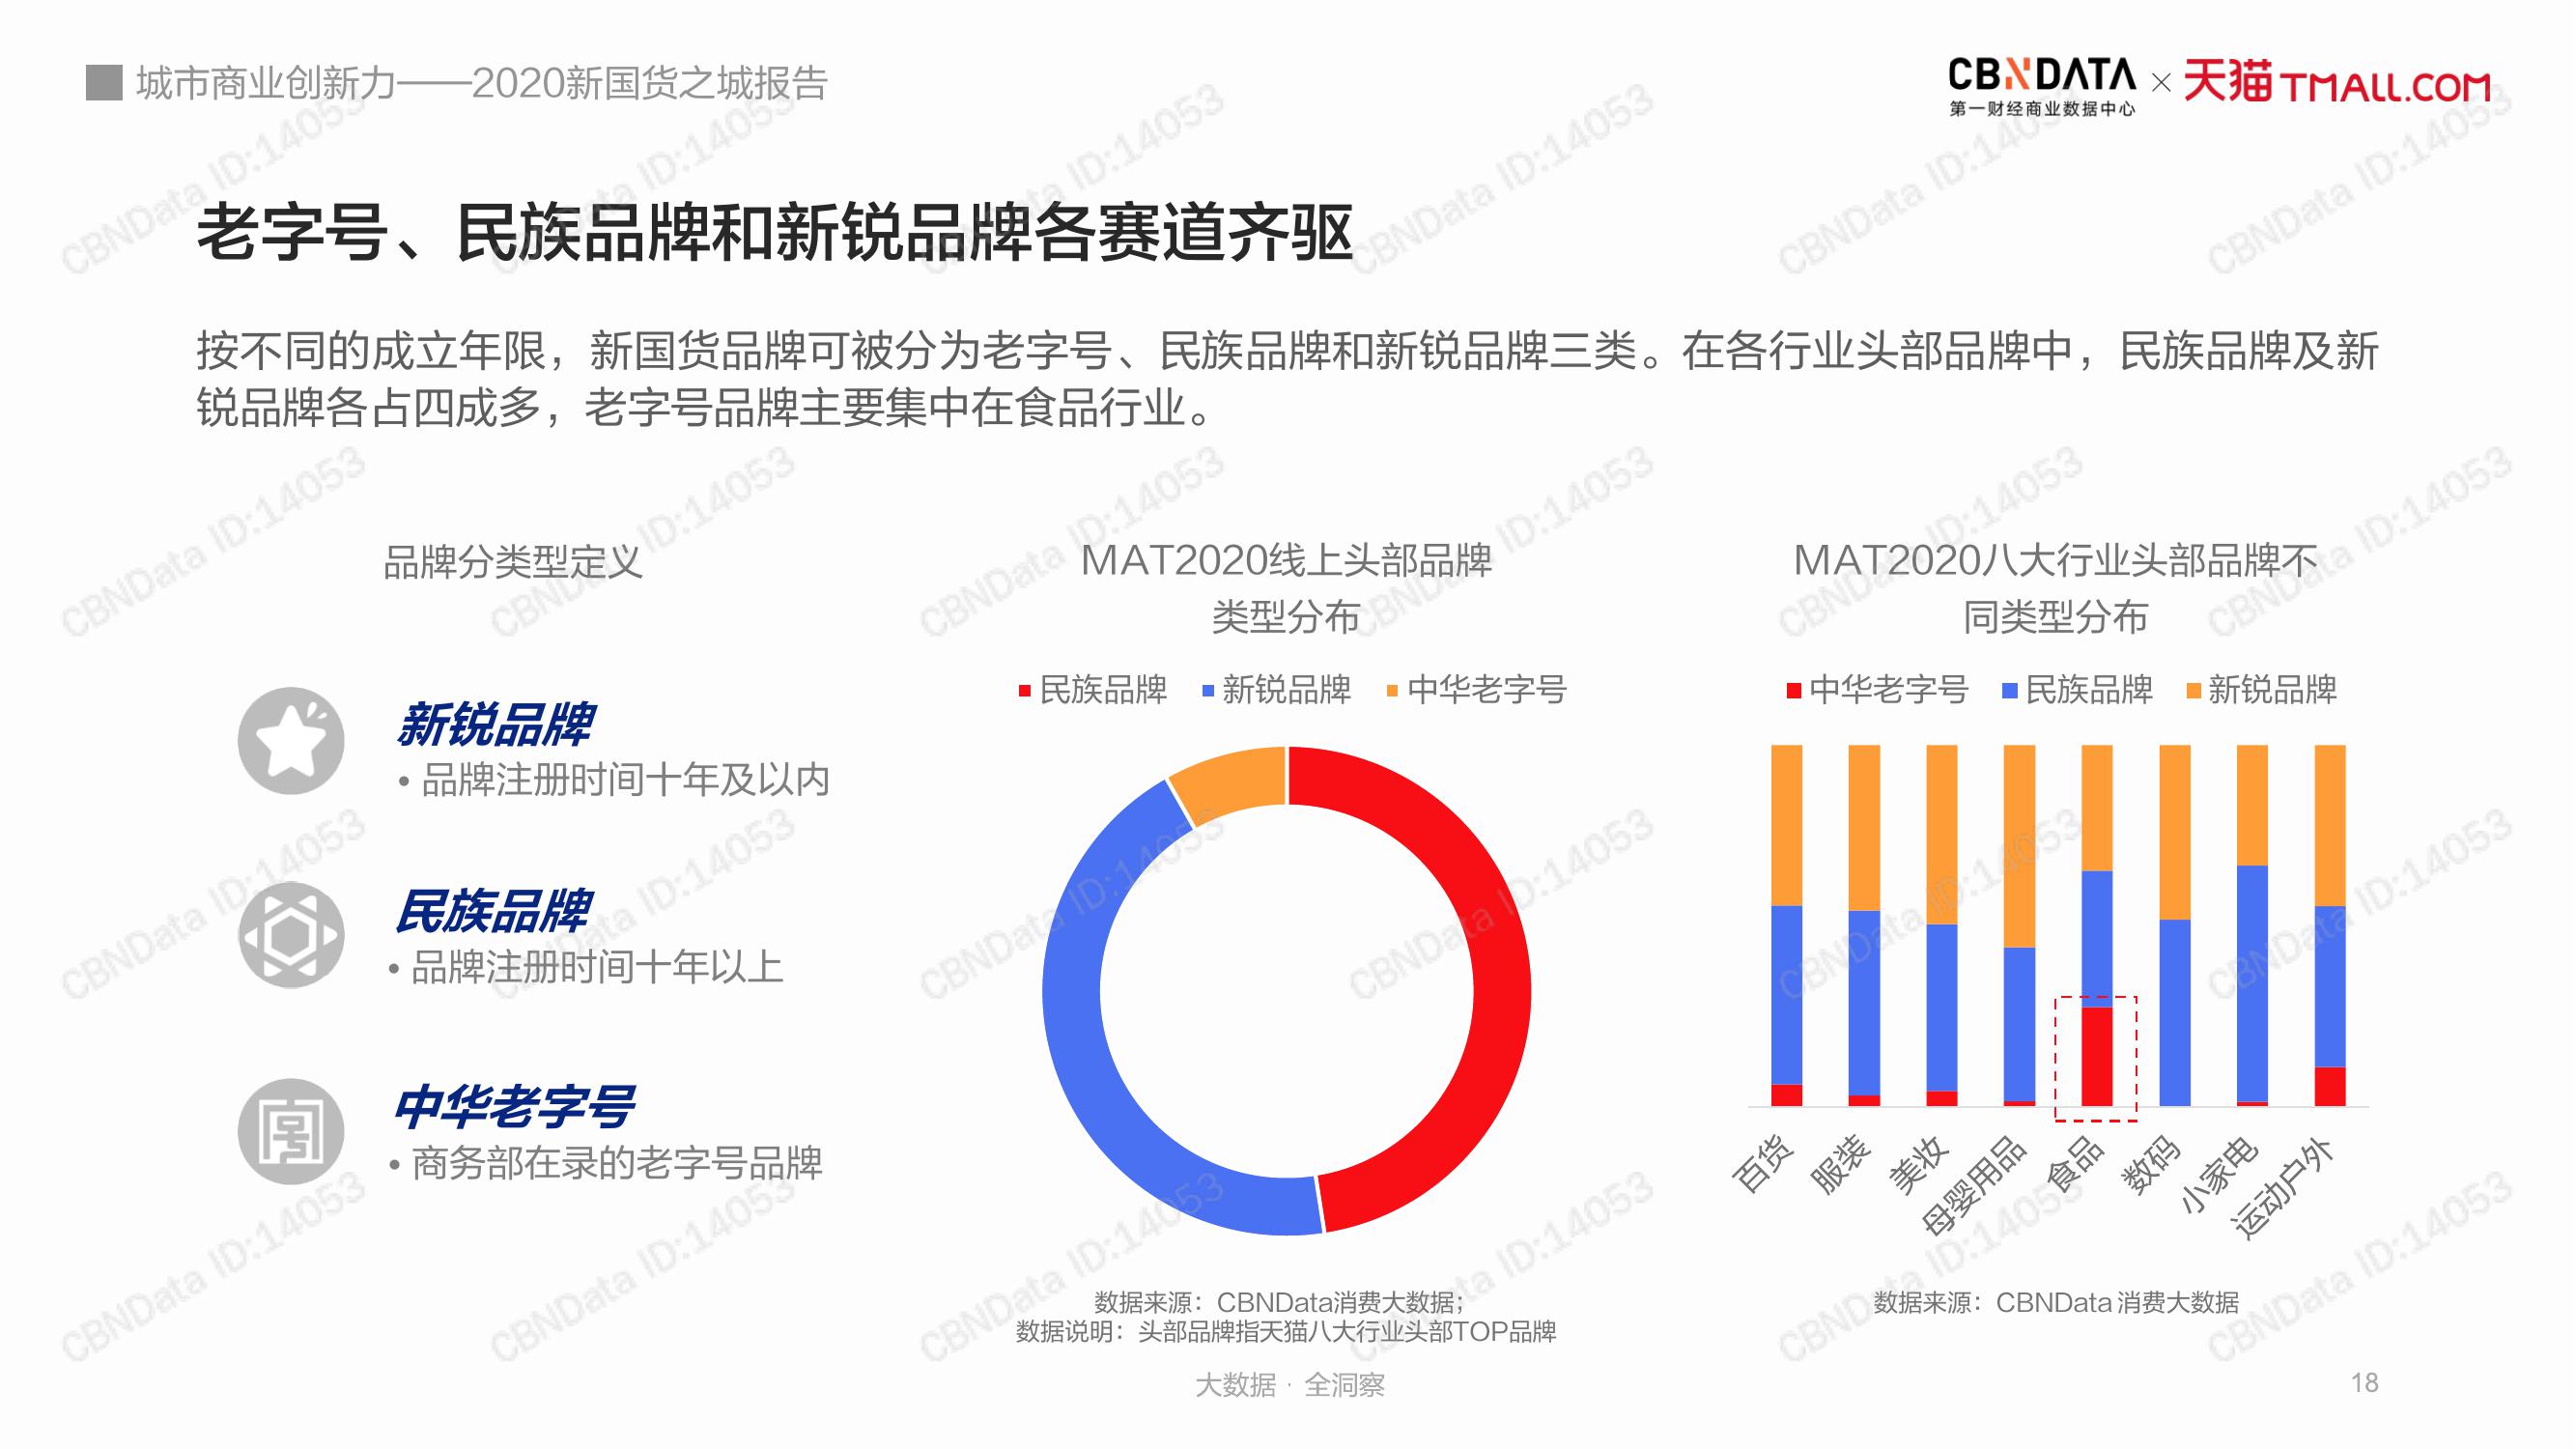 城市商业创新力——2020新国货之城报告
CBNDATA × 天猫 TMALL.COM
第一财经商业数据中心
老字号、民族品牌和新锐品牌各赛道齐驱
按不同的成立年限，新国货品牌可被分为老字号、民族品牌和新锐品牌三类。在各行业头部品牌中，民族品牌及新
锐品牌各占四成多，老字号品牌主要集中在食品行业。
品牌分类型定义
新锐品牌
• 品牌注册时间十年及以内
民族品牌
• 品牌注册时间十年以上
中华老字号
• 商务部在录的老字号品牌
MAT2020线上头部品牌
类型分布
民族品牌 新锐品牌 中华老字号
数据来源：CBNData消费大数据；
数据说明：头部品牌指天猫八大行业头部TOP品牌
MAT2020八大行业头部品牌不
同类型分布
中华老字号 民族品牌 新锐品牌
百货 服装 美妆 母婴用品 食品 数码 小家电 运动户外
数据来源：CBNData 消费大数据
大数据 · 全洞察
18
CBNData ID:14053